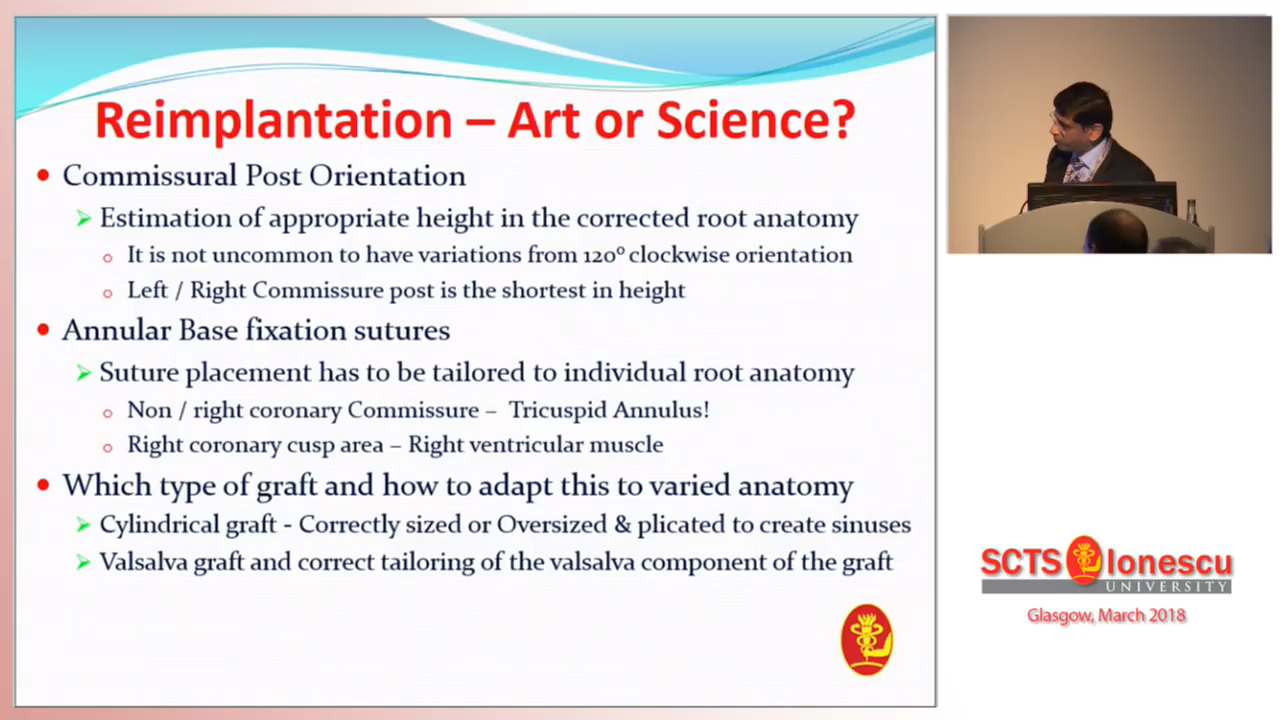 Reimplantation – Art or Science?
Commissural Post Orientation
Estimation of appropriate height in the corrected root anatomy
It is not uncommon to have variations from 120º clockwise orientation
Left / Right Commissure post is the shortest in height
Annular Base fixation sutures
Suture placement has to be tailored to individual root anatomy
Non / right coronary Commissure – Tricuspid Annulus!
Right coronary cusp area – Right ventricular muscle
Which type of graft and how to adapt this to varied anatomy
Cylindrical graft - Correctly sized or Oversized & plicated to create sinuses
Valsalva graft and correct tailoring of the valsalva component of the graft
SCTS Ionescu
UNIVERSITY
Glasgow, March 2018